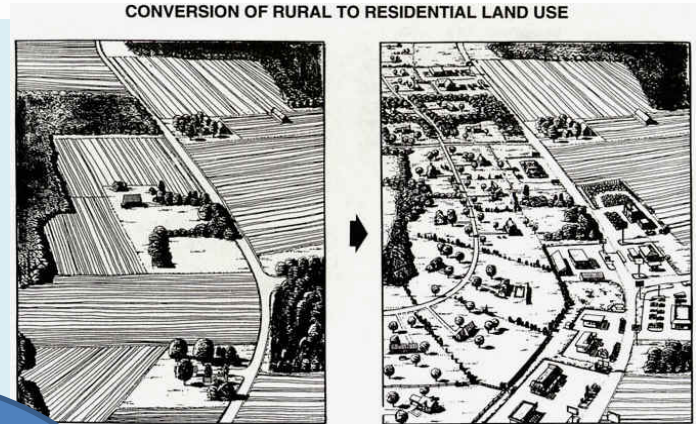 CONVERSION OF RURAL TO RESIDENTIAL LAND USE